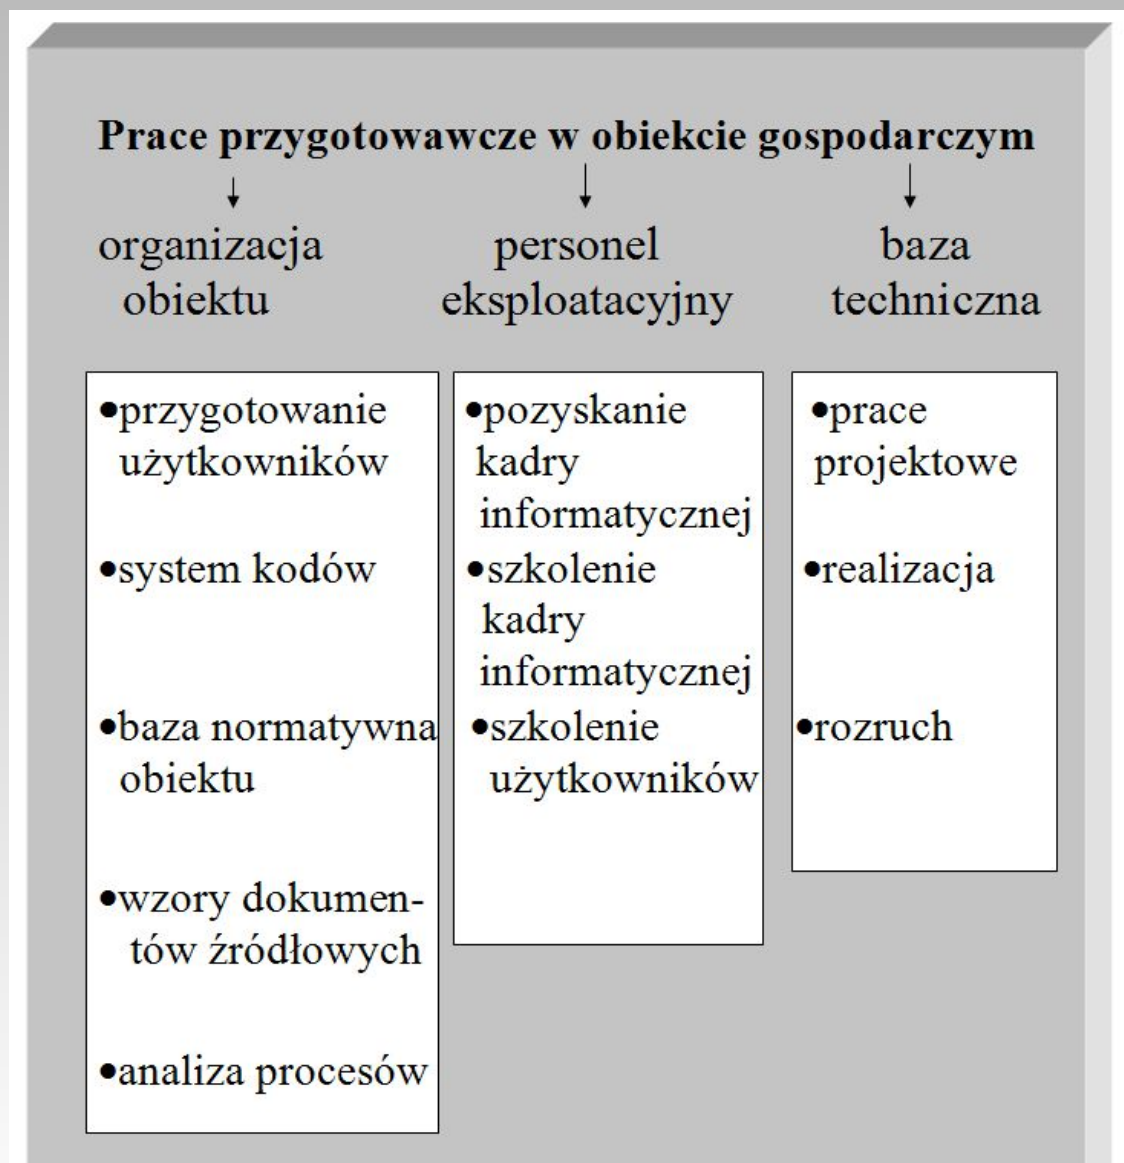 Prace przygotowawcze w obiekcie gospodarczym
organizacja
obiektu
personel
eksploatacyjny
baza
techniczna
•przygotowanie
użytkowników
•system kodów
•baza normatywna
obiektu
•wzory dokumen-
tów źródłowych
•analiza procesów
•pozyskanie
kadry
informatycznej
•szkolenie
kadry
informatycznej
•szkolenie
użytkowników
•prace
projektowe
•realizacja
•rozruch